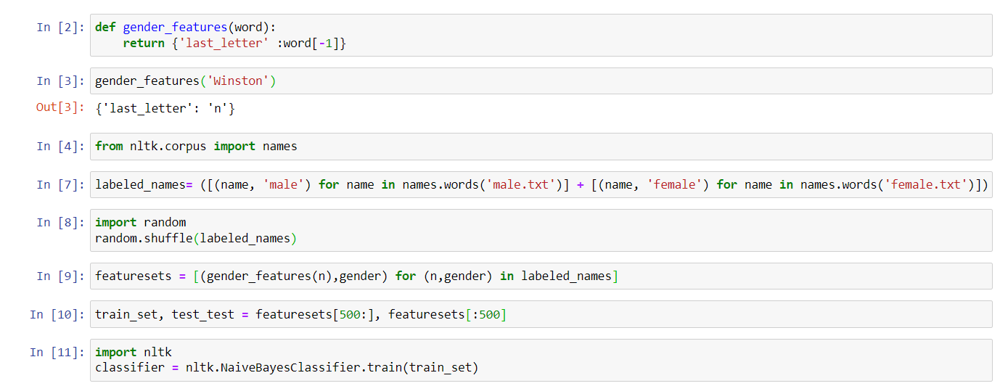 In [2]: def gender_features(word):
    return {'last_letter' :word[-1]}
In [3]: gender_features('Winston')
Out[3]: {'last_letter': 'n'}
In [4]: from nltk.corpus import names
In [7]: labeled_names= ([(name, 'male') for name in names.words('male.txt')] + [(name, 'female') for name in names.words('female.txt')])
In [8]: import random
random.shuffle(labeled_names)
In [9]: featuresets = [(gender_features(n),gender) for (n,gender) in labeled_names]
In [10]: train_set, test_test = featuresets[500:], featuresets[:500]
In [11]: import nltk
classifier = nltk.NaiveBayesClassifier.train(train_set)